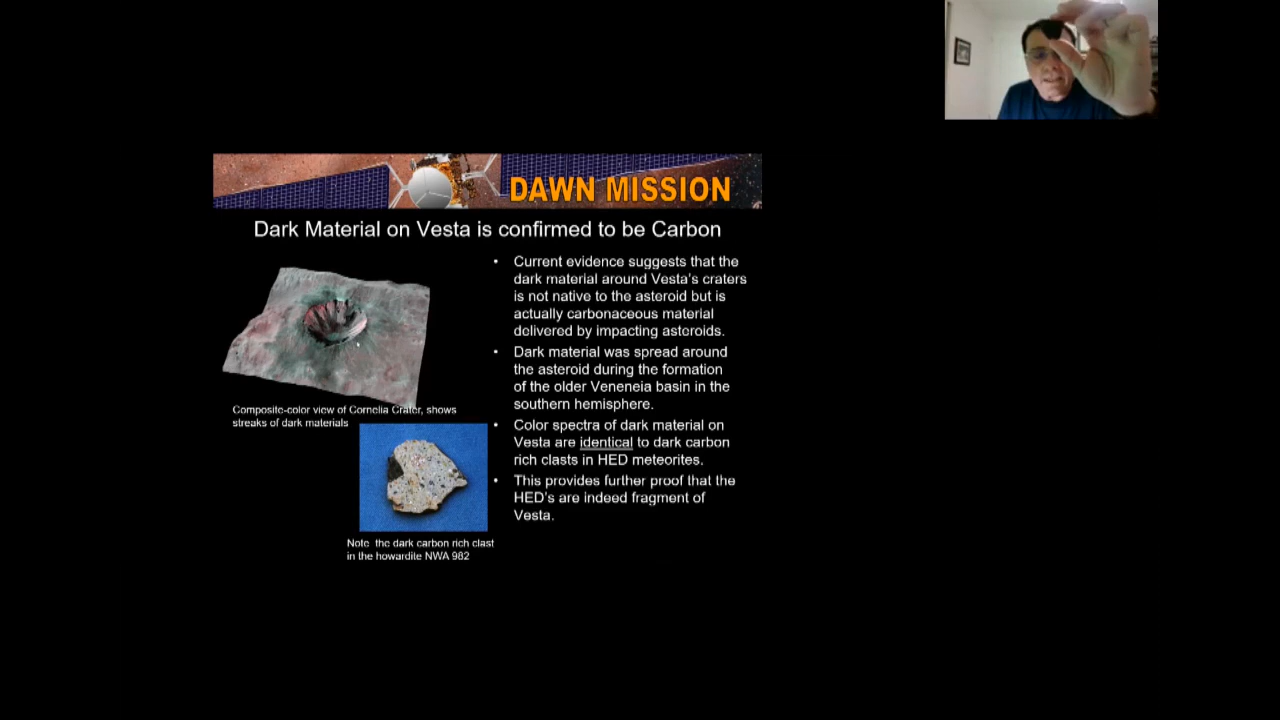 DAWN MISSION
Dark Material on Vesta is confirmed to be Carbon
• Current evidence suggests that the
dark material around Vesta's craters
is not native to the asteroid but is
actually carbonaceous material
delivered by impacting asteroids.
• Dark material was spread around
the asteroid during the formation
of the older Veneneia basin in the
southern hemisphere.
• Color spectra of dark material on
Vesta are identical to dark carbon
rich clasts in HED meteorites.
• This provides further proof that the
HED's are indeed fragment of
Vesta.
Composite-color view of Cornelia Crater, shows
streaks of dark materials
Note the dark carbon rich clast
in the howardite NWA 982